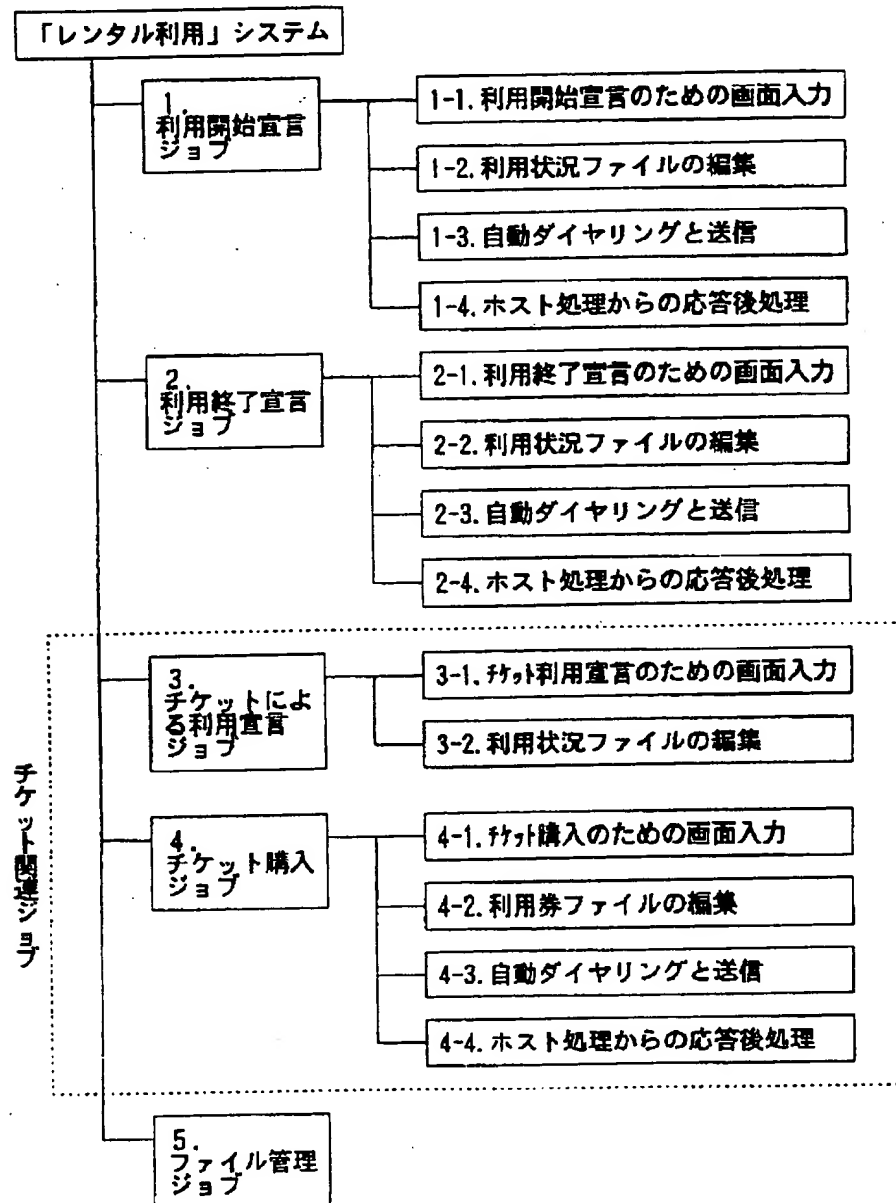 「レンタル利用」システム
1.
利用開始宣言
ジョブ
1-1.利用開始宣言のための画面入力
1-2.利用状況ファイルの編集
1-3.自動ダイヤリングと送信
1-4.ホスト処理からの応答後処理
2.
利用終了宣言
ジョブ
2-1.利用終了宣言のための画面入力
2-2.利用状況ファイルの編集
2-3.自動ダイヤリングと送信
2-4.ホスト処理からの応答後処理
チケット関連ジョブ
3.
チケットによ
る利用宣言
ジョブ
3-1.ﾁｹｯﾄ利用宣言のための画面入力
3-2.利用状況ファイルの編集
4.
チケット購入
ジョブ
4-1.ﾁｹｯﾄ購入のための画面入力
4-2.利用券ファイルの編集
4-3.自動ダイヤリングと送信
4-4.ホスト処理からの応答後処理
5.
ファイル管理
ジョブ